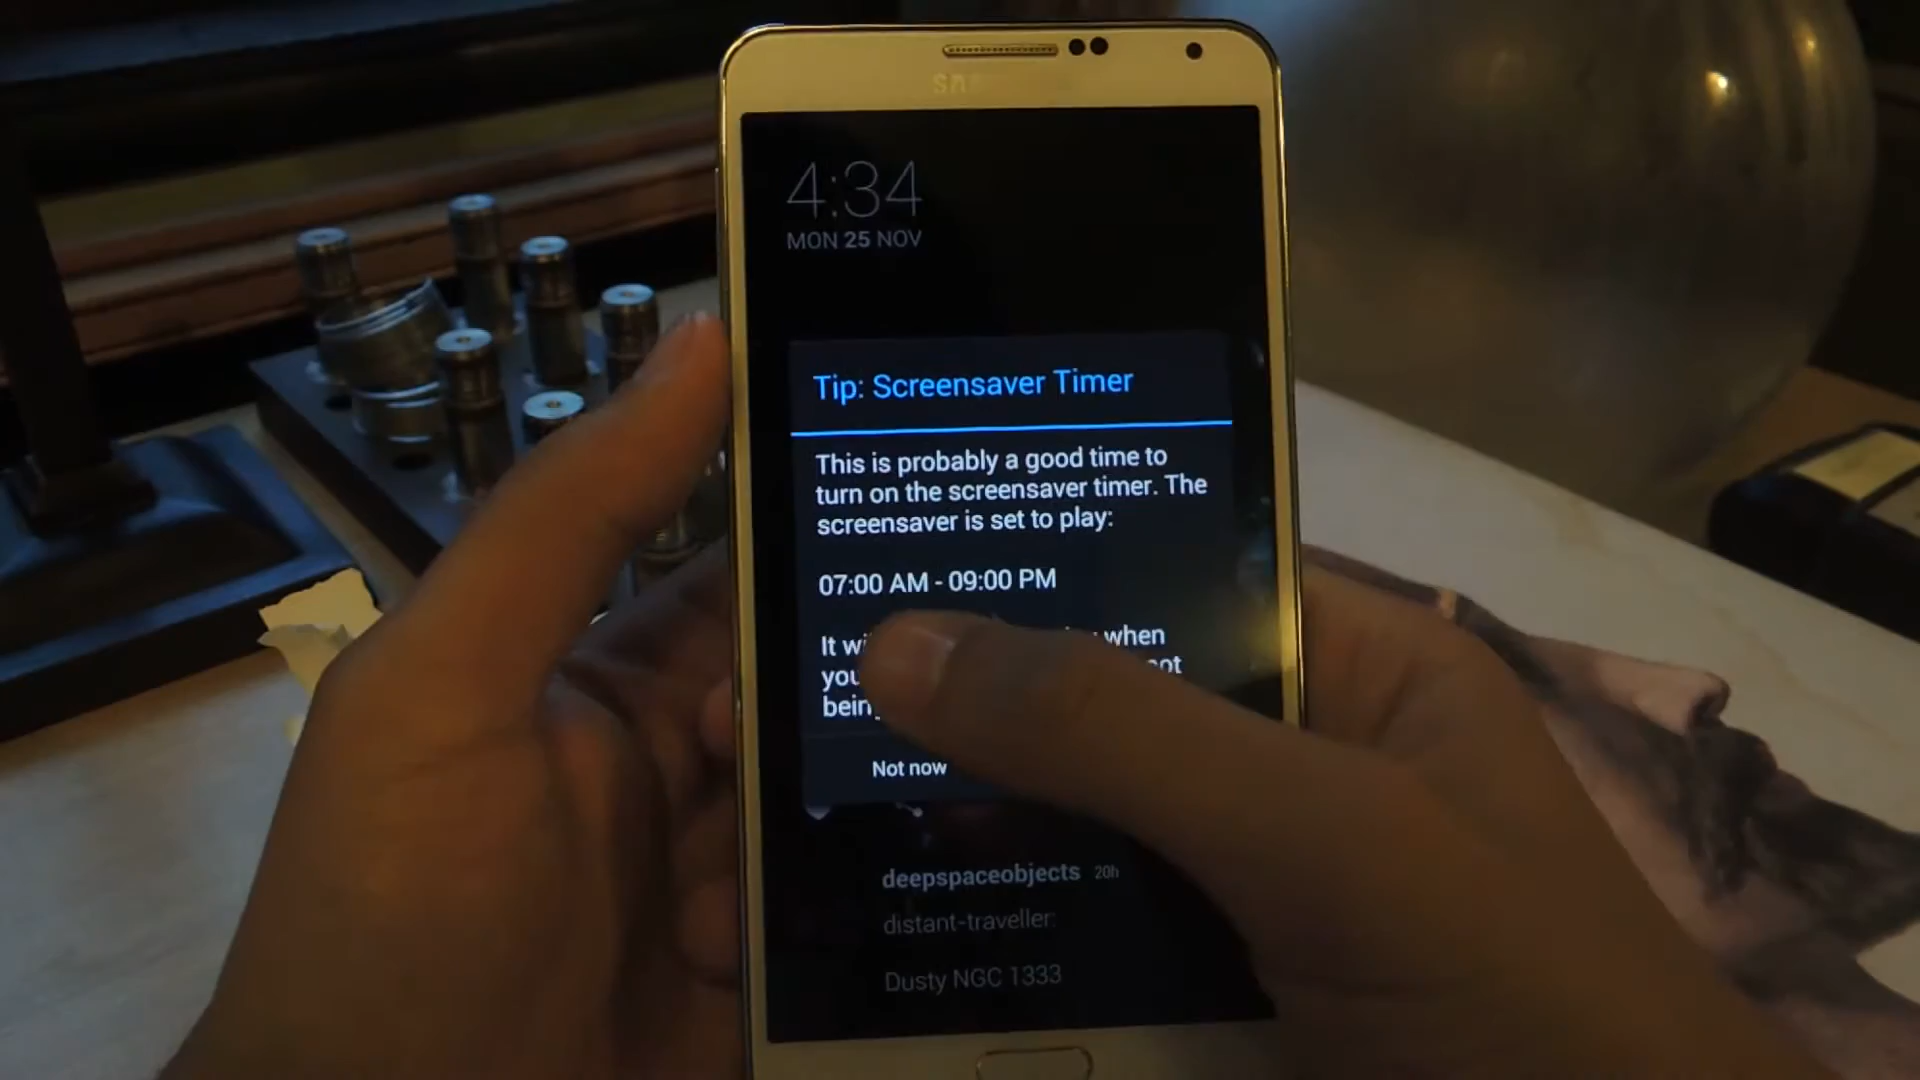 4:34
MON 25 NOV
Tip: Screensaver Timer
This is probably a good time to
turn on the screensaver timer. The
screensaver is set to play:
07:00 AM - 09:00 PM
It when
being
Not now
deepspaceobjects 20h
distant-traveller:
Dusty NGC 1333